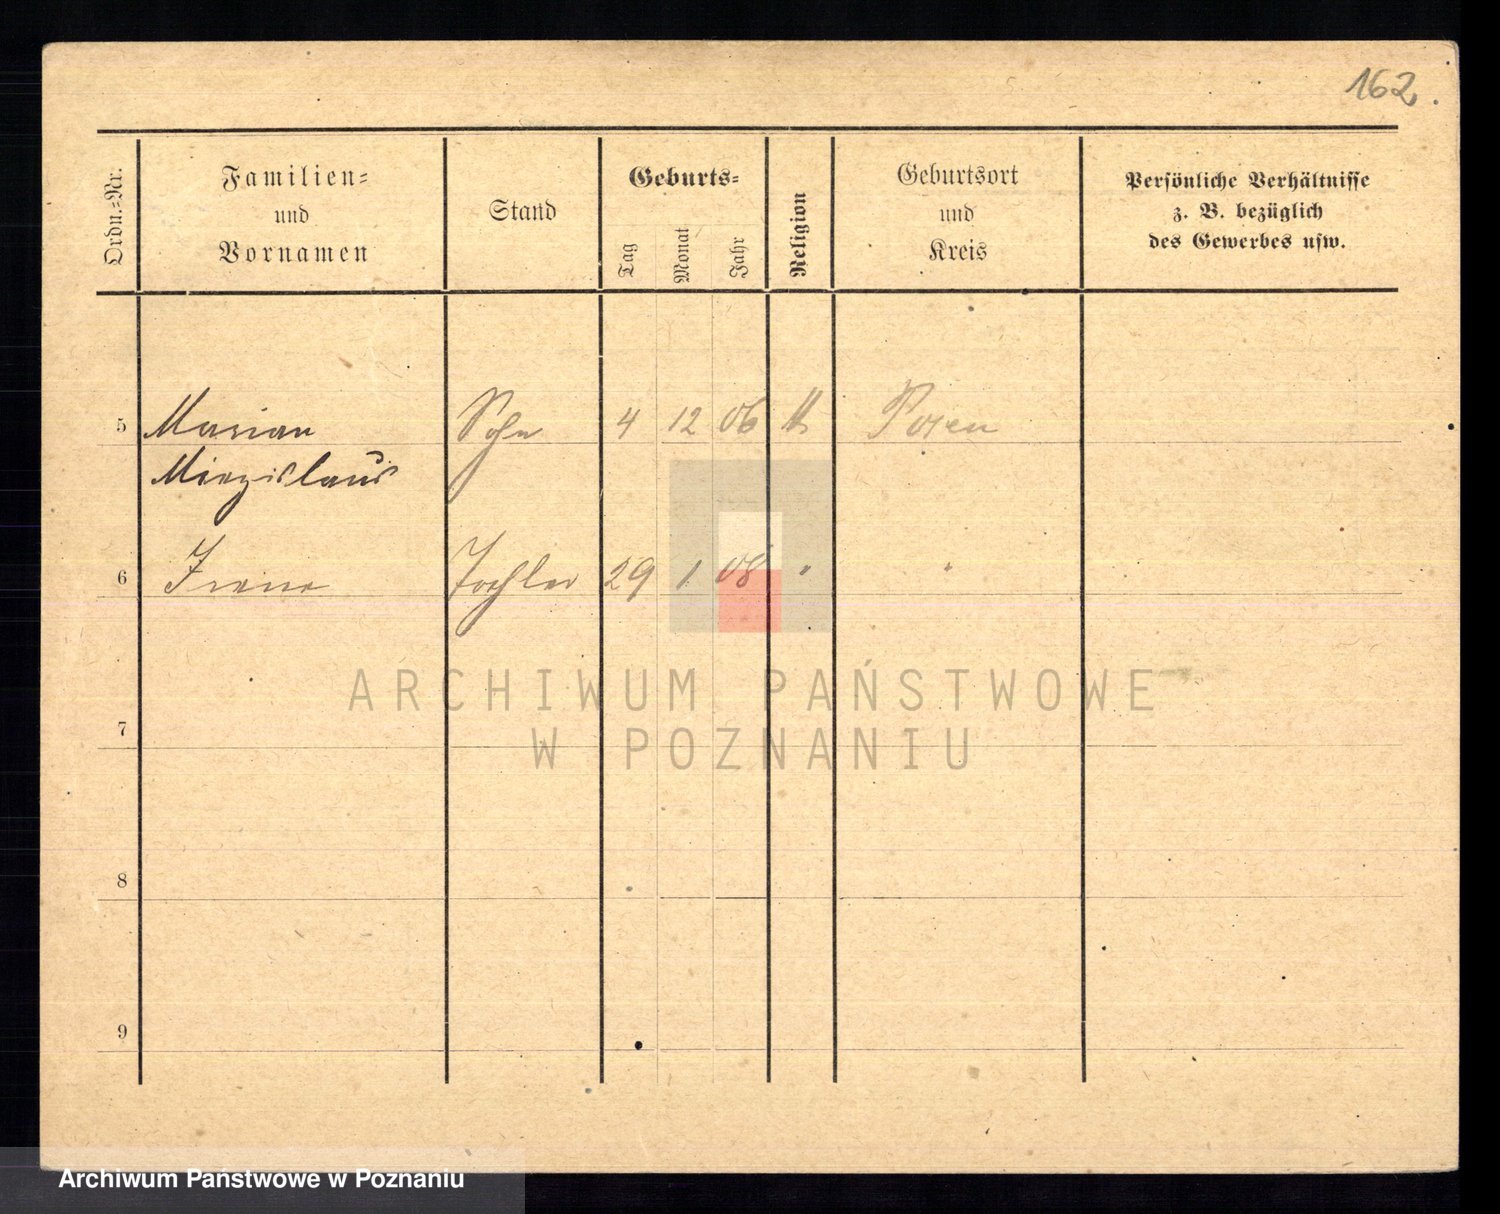 162.
Ordn.-Nr.
Familien-
und
Vornamen
Stand
Geburts-
Tag
Monat
Jahr
Religion
Geburtsort
und
Kreis
Persönliche Verhältnisse
z. B. bezüglich
des Gewerbes usw.
5 Marian Sohn 4 12 06 Posen
Miezislaus
6 Irene Tochter 29 1 08 " "
ARCHIWUM PAŃSTWOWE
W POZNANIU
7
8
9
Archiwum Państwowe w Poznaniu